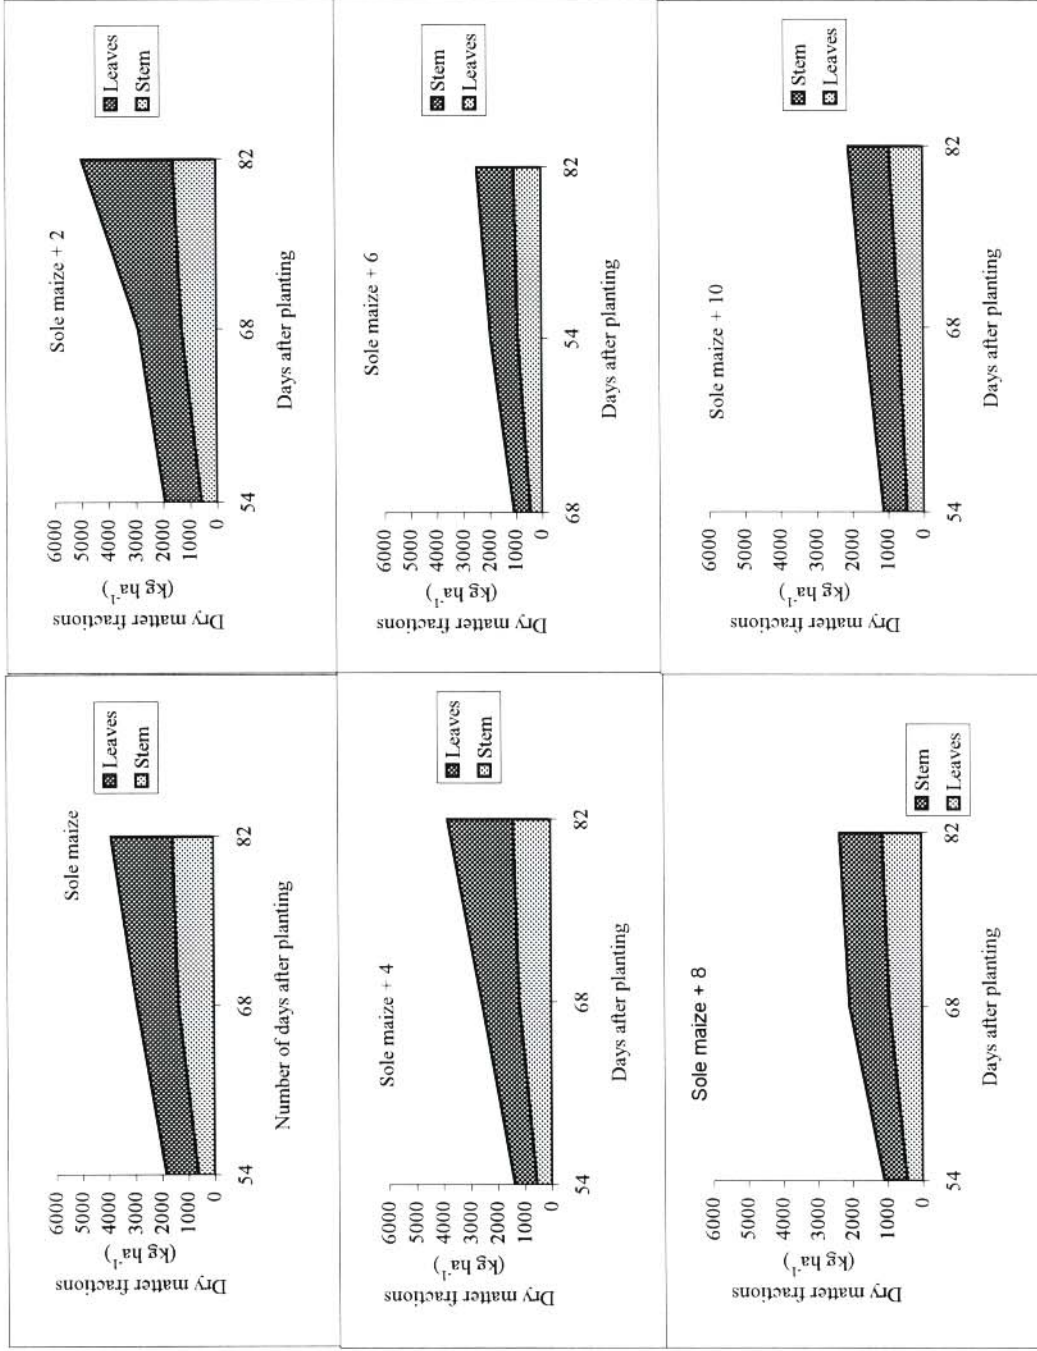 Sole maize
Dry matter fractions
(kg ha-1)
6000
5000
4000
3000
2000
1000
0
54
68
82
Number of days after planting
Leaves
Stem
Sole maize + 2
Dry matter fractions
(kg ha-1)
6000
5000
4000
3000
2000
1000
0
54
68
82
Days after planting
Leaves
Stem
Sole maize + 4
Dry matter fractions
(kg ha-1)
6000
5000
4000
3000
2000
1000
0
54
68
82
Days after planting
Leaves
Stem
Sole maize + 6
Dry matter fractions
(kg ha-1)
6000
5000
4000
3000
2000
1000
0
68
54
82
Days after planting
Stem
Leaves
Sole maize + 8
Dry matter fractions
(kg ha-1)
6000
5000
4000
3000
2000
1000
0
54
68
82
Days after planting
Stem
Leaves
Sole maize + 10
Dry matter fractions
(kg ha-1)
6000
5000
4000
3000
2000
1000
0
54
68
82
Days after planting
Stem
Leaves